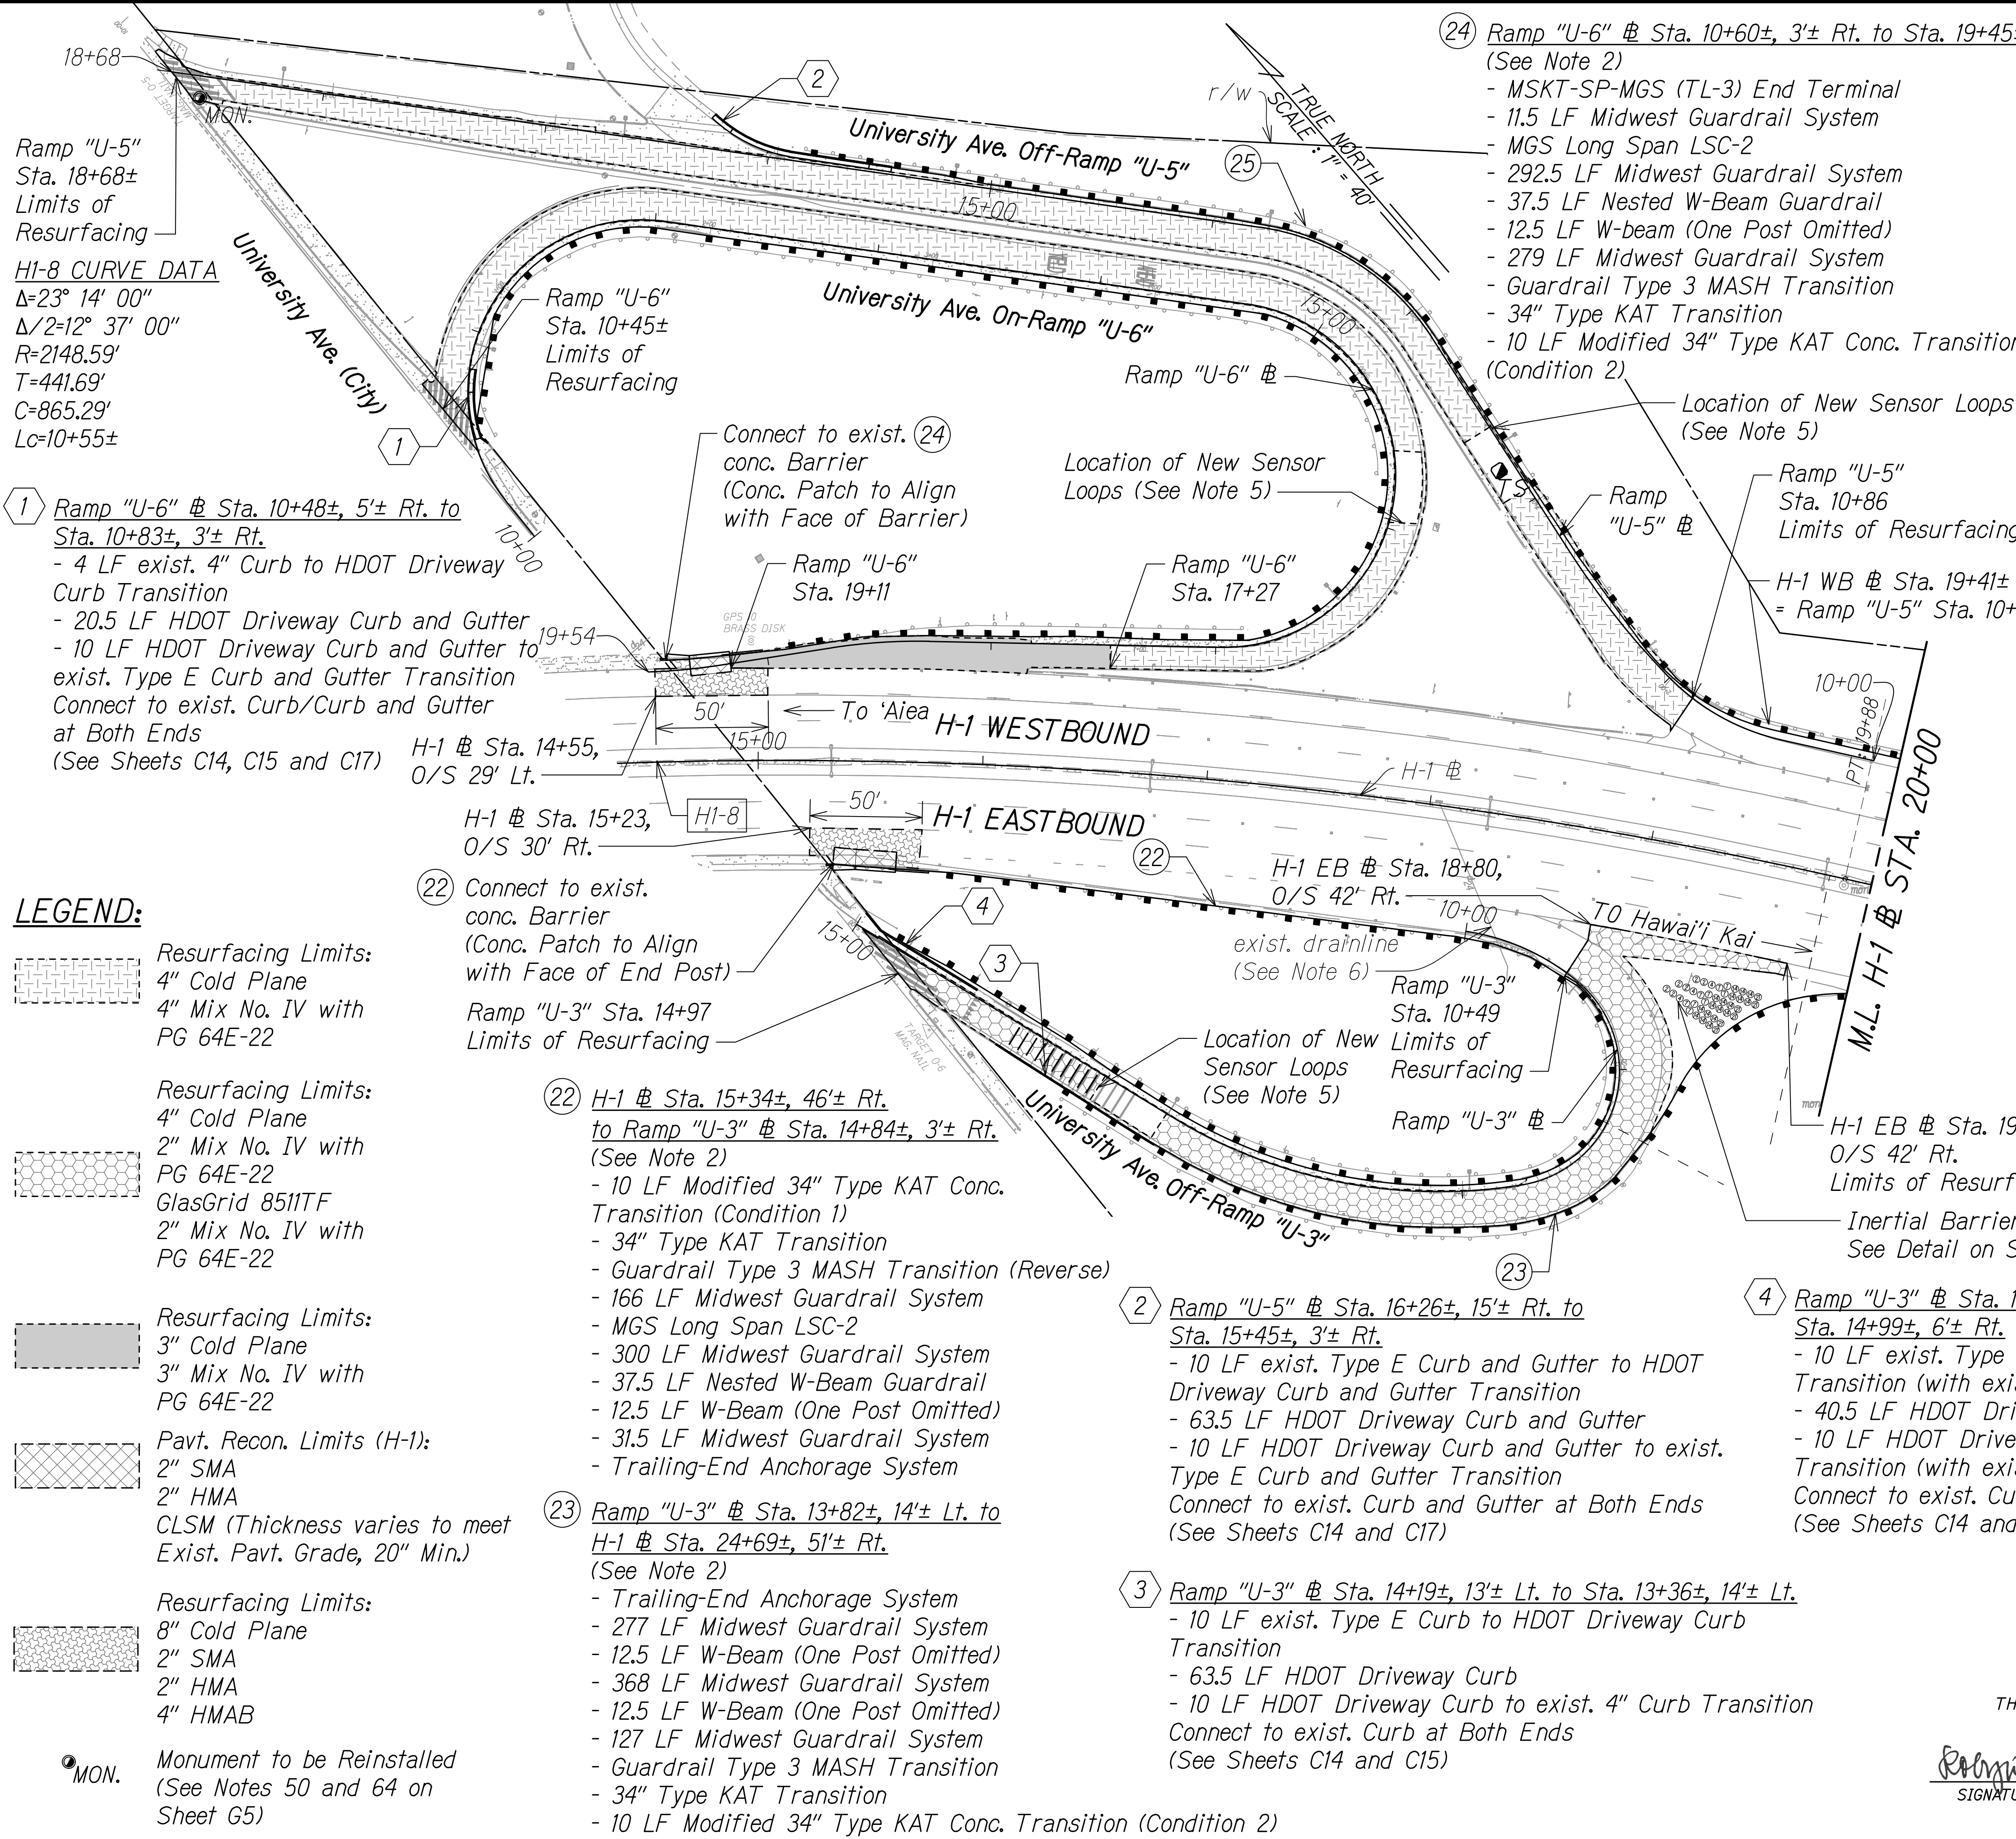 18+68
MON.
Ramp "U-5"
Sta. 18+68±
Limits of
Resurfacing
H1-8 CURVE DATA
Δ=23° 14' 00"
Δ/2=12° 37' 00"
R=2148.59'
T=441.69'
C=865.29'
Lc=10+55±
University Ave. (City)
2
University Ave. Off-Ramp "U-5"
15+00
25
r/w
TRUE NORTH
SCALE : 1" = 40'
University Ave. On-Ramp "U-6"
15+00
Ramp "U-6"
Sta. 10+45±
Limits of
Resurfacing
Ramp "U-6" ℄
1
10+00
Connect to exist. 24
conc. Barrier
(Conc. Patch to Align
with Face of Barrier)
Location of New Sensor
Loops (See Note 5)
24 Ramp "U-6" ℄ Sta. 10+60±, 3'± Rt. to Sta. 19+45±
(See Note 2)
- MSKT-SP-MGS (TL-3) End Terminal
- 11.5 LF Midwest Guardrail System
- MGS Long Span LSC-2
- 292.5 LF Midwest Guardrail System
- 37.5 LF Nested W-Beam Guardrail
- 12.5 LF W-beam (One Post Omitted)
- 279 LF Midwest Guardrail System
- Guardrail Type 3 MASH Transition
- 34" Type KAT Transition
- 10 LF Modified 34" Type KAT Conc. Transition
(Condition 2)
Location of New Sensor Loops
(See Note 5)
TS
Ramp
"U-5" ℄
Ramp "U-5"
Sta. 10+86
Limits of Resurfacing
H-1 WB ℄ Sta. 19+41±
= Ramp "U-5" Sta. 10+
1 Ramp "U-6" ℄ Sta. 10+48±, 5'± Rt. to
Sta. 10+83±, 3'± Rt.
- 4 LF exist. 4" Curb to HDOT Driveway
Curb Transition
- 20.5 LF HDOT Driveway Curb and Gutter
- 10 LF HDOT Driveway Curb and Gutter to
exist. Type E Curb and Gutter Transition
Connect to exist. Curb/Curb and Gutter
at Both Ends
(See Sheets C14, C15 and C17)
Ramp "U-6"
Sta. 19+11
Ramp "U-6"
Sta. 17+27
GPS 10
BRASS DISK
19+54
50'
To ʻAiea
H-1 WESTBOUND
15+00
H-1 ℄ Sta. 14+55,
O/S 29' Lt.
H-1 ℄
10+00
PT 19+88
M.L. H-1 ℄ STA. 20+00
H1-8
H-1 ℄ Sta. 15+23,
O/S 30' Rt.
50'
H-1 EASTBOUND
22
H-1 EB ℄ Sta. 18+80,
O/S 42' Rt.
10+00
TO Hawai'i Kai
exist. drainline
(See Note 6)
22 Connect to exist.
conc. Barrier
(Conc. Patch to Align
with Face of End Post)
Ramp "U-3" Sta. 14+97
Limits of Resurfacing
4
15+00
3
TARGET 0-6
MAG. NAIL
Location of New
Sensor Loops
(See Note 5)
Ramp "U-3"
Sta. 10+49
Limits of
Resurfacing
Ramp "U-3" ℄
University Ave. Off-Ramp "U-3"
23
H-1 EB ℄ Sta. 19
O/S 42' Rt.
Limits of Resurf
Inertial Barrier
See Detail on S
LEGEND:
Resurfacing Limits:
4" Cold Plane
4" Mix No. IV with
PG 64E-22
Resurfacing Limits:
4" Cold Plane
2" Mix No. IV with
PG 64E-22
GlasGrid 8511TF
2" Mix No. IV with
PG 64E-22
Resurfacing Limits:
3" Cold Plane
3" Mix No. IV with
PG 64E-22
Pavt. Recon. Limits (H-1):
2" SMA
2" HMA
CLSM (Thickness varies to meet
Exist. Pavt. Grade, 20" Min.)
Resurfacing Limits:
8" Cold Plane
2" SMA
2" HMA
4" HMAB
MON.
Monument to be Reinstalled
(See Notes 50 and 64 on
Sheet G5)
22 H-1 ℄ Sta. 15+34±, 46'± Rt.
to Ramp "U-3" ℄ Sta. 14+84±, 3'± Rt.
(See Note 2)
- 10 LF Modified 34" Type KAT Conc.
Transition (Condition 1)
- 34" Type KAT Transition
- Guardrail Type 3 MASH Transition (Reverse)
- 166 LF Midwest Guardrail System
- MGS Long Span LSC-2
- 300 LF Midwest Guardrail System
- 37.5 LF Nested W-Beam Guardrail
- 12.5 LF W-Beam (One Post Omitted)
- 31.5 LF Midwest Guardrail System
- Trailing-End Anchorage System
23 Ramp "U-3" ℄ Sta. 13+82±, 14'± Lt. to
H-1 ℄ Sta. 24+69±, 51'± Rt.
(See Note 2)
- Trailing-End Anchorage System
- 277 LF Midwest Guardrail System
- 12.5 LF W-Beam (One Post Omitted)
- 368 LF Midwest Guardrail System
- 12.5 LF W-Beam (One Post Omitted)
- 127 LF Midwest Guardrail System
- Guardrail Type 3 MASH Transition
- 34" Type KAT Transition
- 10 LF Modified 34" Type KAT Conc. Transition (Condition 2)
2 Ramp "U-5" ℄ Sta. 16+26±, 15'± Rt. to
Sta. 15+45±, 3'± Rt.
- 10 LF exist. Type E Curb and Gutter to HDOT
Driveway Curb and Gutter Transition
- 63.5 LF HDOT Driveway Curb and Gutter
- 10 LF HDOT Driveway Curb and Gutter to exist.
Type E Curb and Gutter Transition
Connect to exist. Curb and Gutter at Both Ends
(See Sheets C14 and C17)
3 Ramp "U-3" ℄ Sta. 14+19±, 13'± Lt. to Sta. 13+36±, 14'± Lt.
- 10 LF exist. Type E Curb to HDOT Driveway Curb
Transition
- 63.5 LF HDOT Driveway Curb
- 10 LF HDOT Driveway Curb to exist. 4" Curb Transition
Connect to exist. Curb at Both Ends
(See Sheets C14 and C15)
4 Ramp "U-3" ℄ Sta. 1
Sta. 14+99±, 6'± Rt.
- 10 LF exist. Type
Transition (with exis
- 40.5 LF HDOT Dri
- 10 LF HDOT Drive
Transition (with exis
Connect to exist. Cu
(See Sheets C14 and
TH
SIGNATU